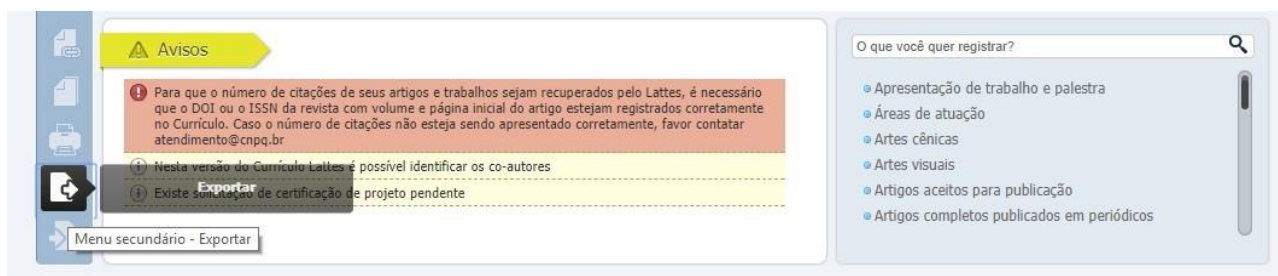 Avisos
Para que o número de citações de seus artigos e trabalhos sejam recuperados pelo Lattes, é necessário
que o DOI ou o ISSN da revista com volume e página inicial do artigo estejam registrados corretamente
no Currículo. Caso o número de citações não esteja sendo apresentado corretamente, favor contatar
atendimento@cnpq.br
Nesta versão do Currículo Lattes é possível identificar os co-autores
Existe solicitação de certificação de projeto pendente
Exportar
Menu secundário - Exportar
O que você quer registrar?
Apresentação de trabalho e palestra
Áreas de atuação
Artes cênicas
Artes visuais
Artigos aceitos para publicação
Artigos completos publicados em periódicos